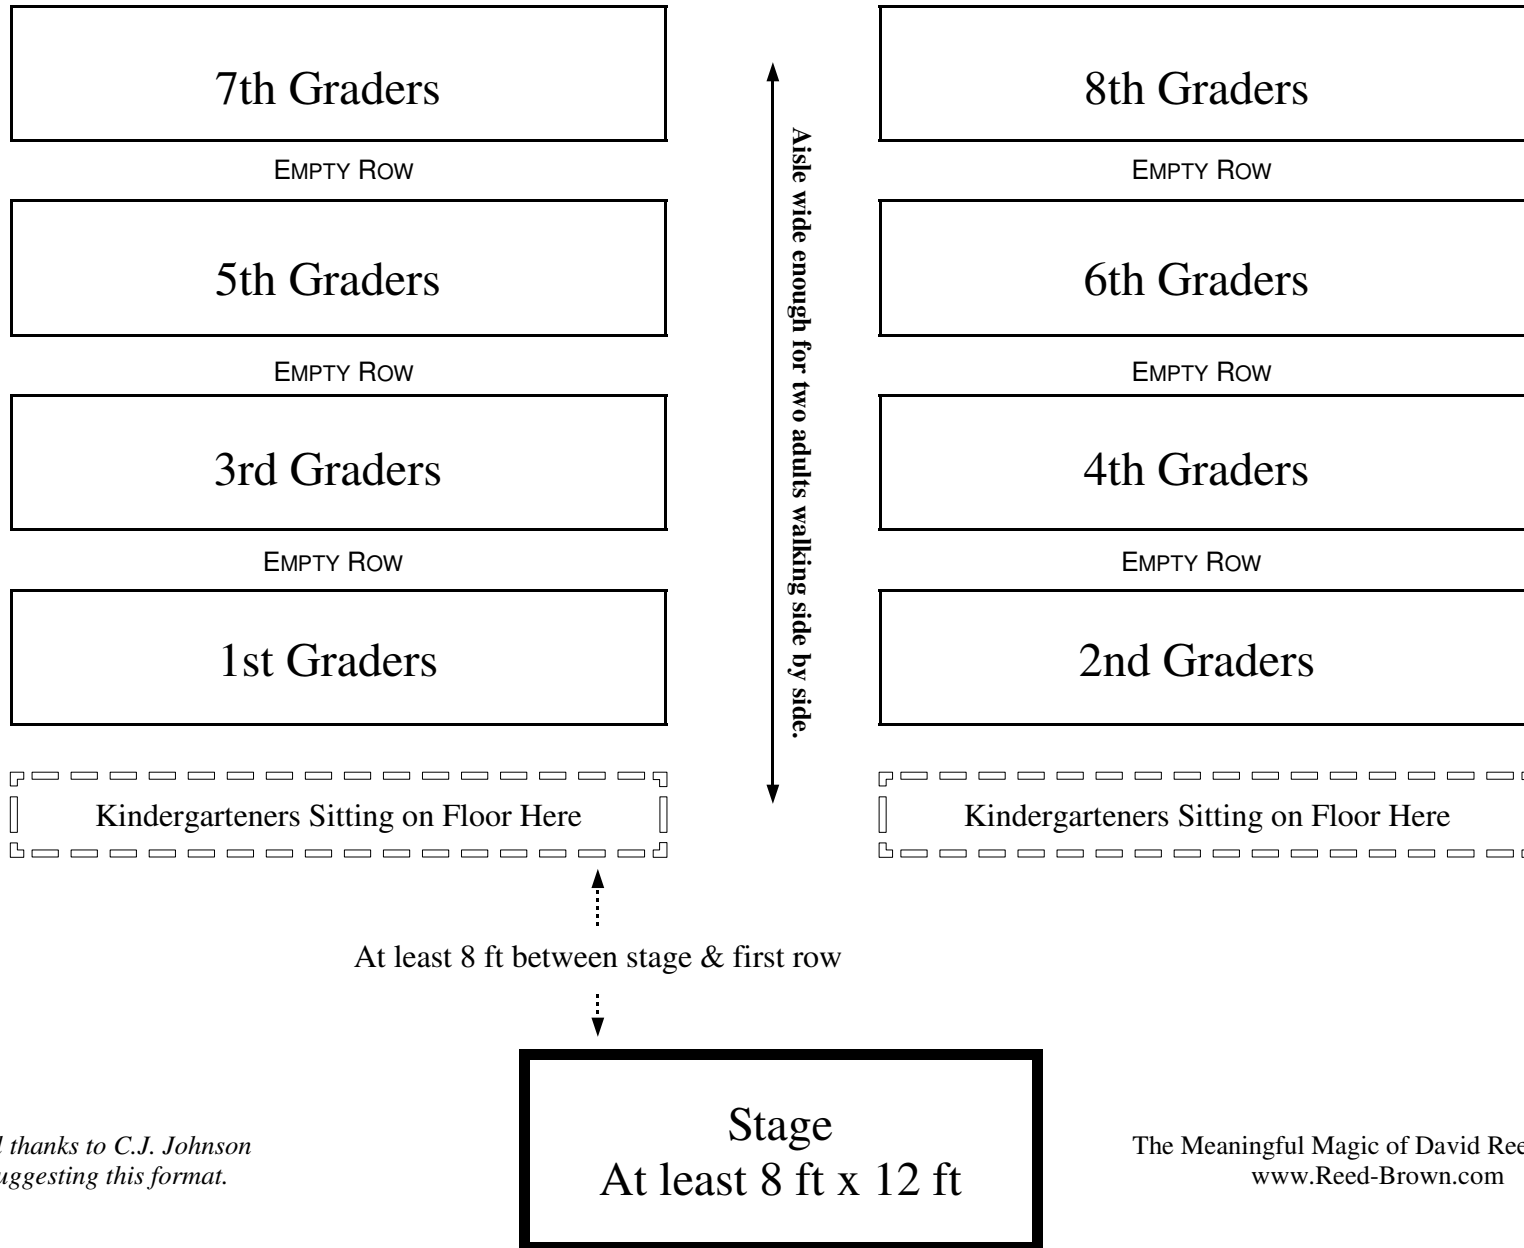 7th Graders
8th Graders
EMPTY ROW
EMPTY ROW
5th Graders
6th Graders
EMPTY ROW
EMPTY ROW
3rd Graders
4th Graders
EMPTY ROW
EMPTY ROW
1st Graders
2nd Graders
Aisle wide enough for two adults walking side by side.
Kindergarteners Sitting on Floor Here
Kindergarteners Sitting on Floor Here
At least 8 ft between stage & first row
Stage
At least 8 ft x 12 ft
thanks to C.J. Johnson
this format.
The Meaningful Magic of David
www.Reed-Brown.com